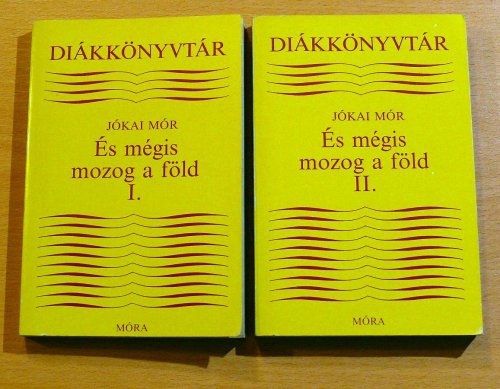 DIÁKKÖNYVTÁR
JÓKAI MÓR
És mégis
mozog a föld
I.
MÓRA
DIÁKKÖNYVTÁR
JÓKAI MÓR
És mégis
mozog a föld
II.
MÓRA